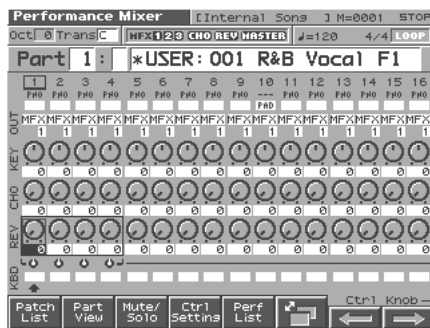 Performance Mixer [Internal Song ] M=0001 STOP
Oct 0 Trans C MFX 1 2 3 CHO REV MASTER ♩=120 4/4 LOOP
Part 1: *USER:001 R&B Vocal F1
1 2 3 4 5 6 7 8 9 10 11 12 13 14 15 16
PNO PNO PNO PNO PNO PNO PNO PNO PNO --- PNO PNO PNO PNO PNO PNO
PAD
OUT MFX MFX MFX MFX MFX MFX MFX MFX MFX MFX MFX MFX MFX MFX MFX MFX
1 1 1 1 1 1 1 1 1 1 1 1 1 1 1 1
KEY
0 0 0 0 0 0 0 0 0 0 0 0 0 0 0 0
CHO
0 0 0 0 0 0 0 0 0 0 0 0 0 0 0 0
REV
0 0 0 0 0 0 0 0 0 0 0 0 0 0 0 0
KBD
Ctrl Knob
Patch List
Part View
Mute/Solo
Ctrl Setting
Perf List